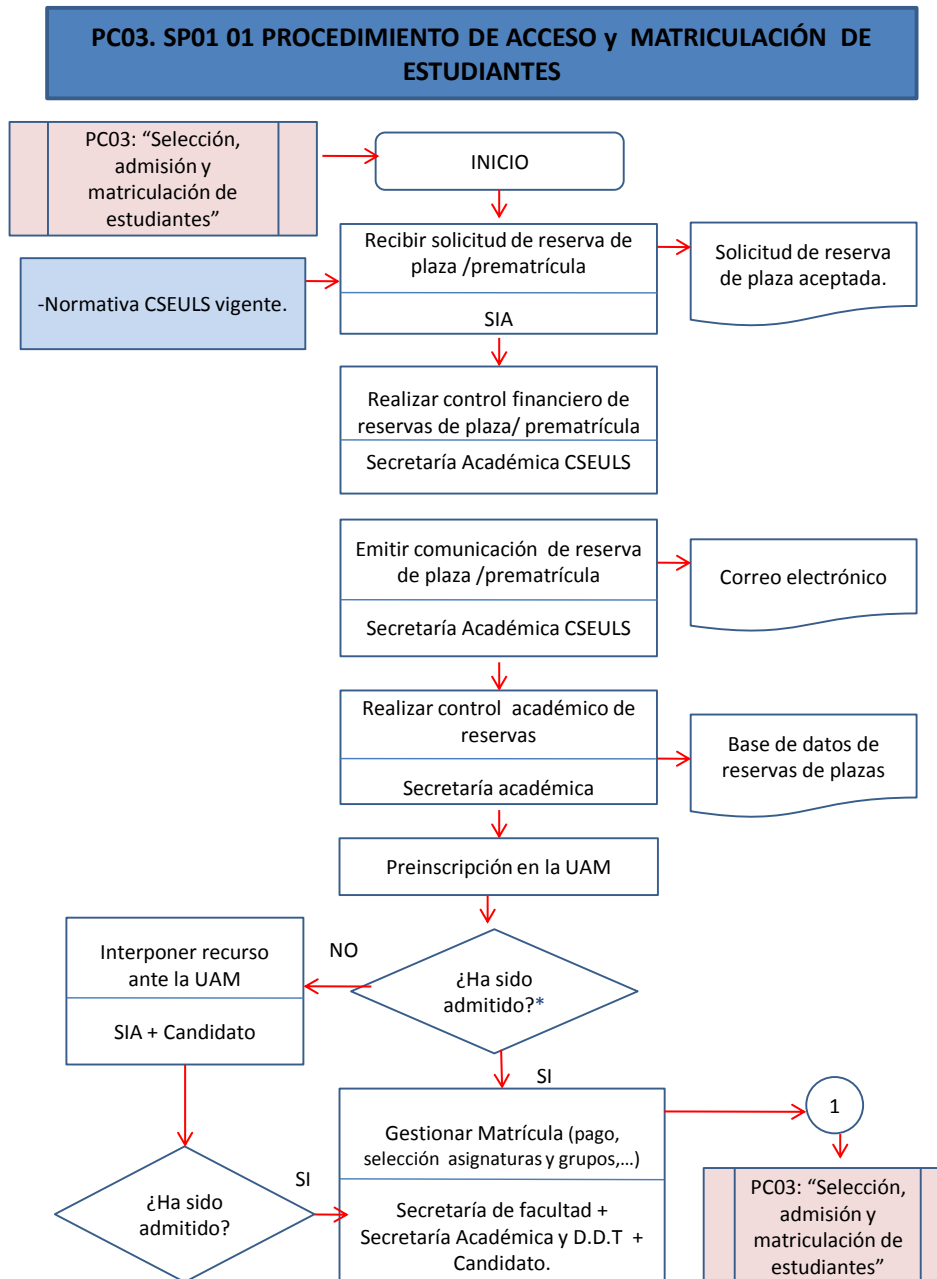 PC03. SP01 01 PROCEDIMIENTO DE ACCESO y MATRICULACIÓN DE
ESTUDIANTES
PC03: “Selección,
admisión y
matriculación de
estudiantes”
INICIO
Recibir solicitud de reserva de
plaza /prematrícula
SIA
Solicitud de reserva
de plaza aceptada.
-Normativa CSEULS vigente.
Realizar control financiero de
reservas de plaza/ prematrícula
Secretaría Académica CSEULS
Emitir comunicación de reserva
de plaza /prematrícula
Secretaría Académica CSEULS
Correo electrónico
Realizar control académico de
reservas
Secretaría académica
Base de datos de
reservas de plazas
Preinscripción en la UAM
¿Ha sido
admitido?*
NO
Interponer recurso
ante la UAM
SIA + Candidato
SI
¿Ha sido
admitido?
SI
Gestionar Matrícula (pago,
selección asignaturas y grupos,...)
Secretaría de facultad +
Secretaría Académica y D.D.T +
Candidato.
1
PC03: “Selección,
admisión y
matriculación de
estudiantes”